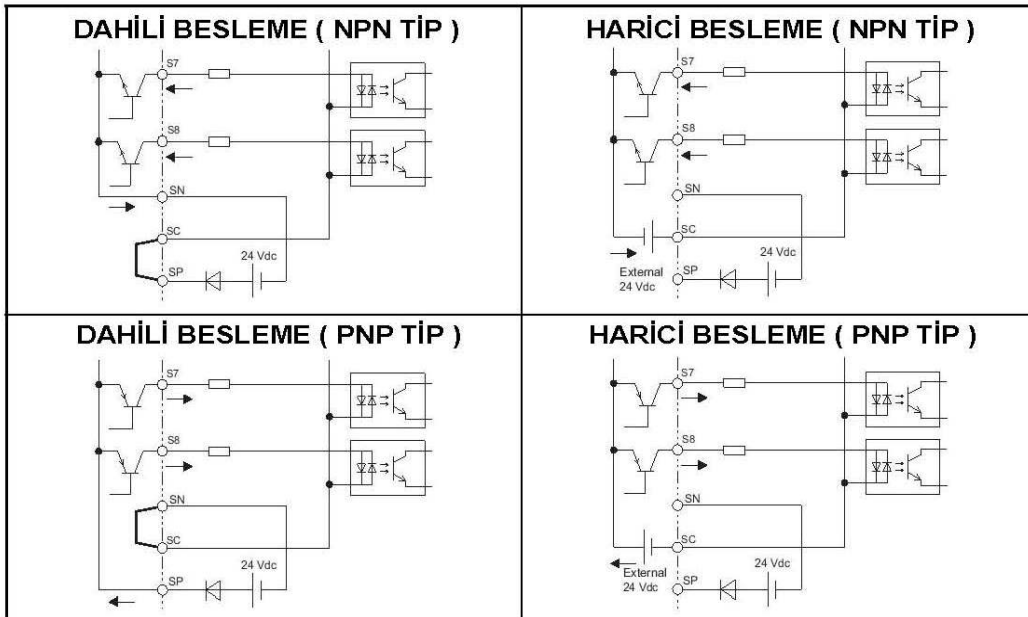 DAHİLİ BESLEME ( NPN TİP )
S7
S8
SN
SC
24 Vdc
SP
HARİCİ BESLEME ( NPN TİP )
S7
S8
SN
SC
External
24 Vdc
24 Vdc
SP
DAHİLİ BESLEME ( PNP TİP )
S7
S8
SN
SC
24 Vdc
SP
HARİCİ BESLEME ( PNP TİP )
S7
S8
SN
SC
External
24 Vdc
24 Vdc
SP